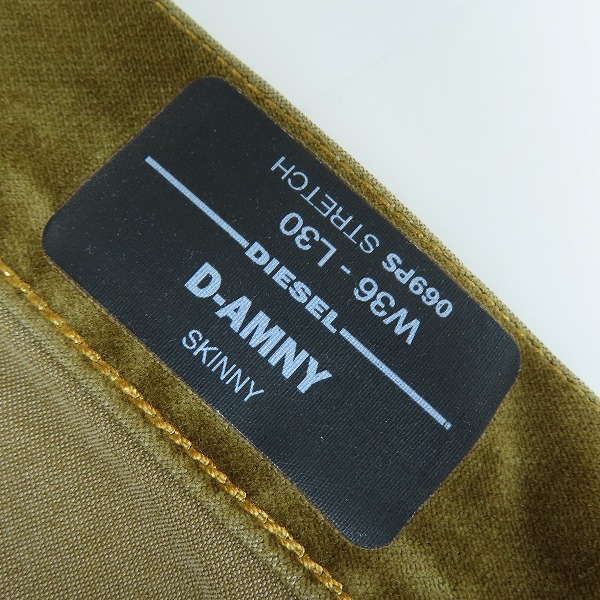 SKINNY
D-AMNY
DIESEL
W36 - L30
069PS STRETCH